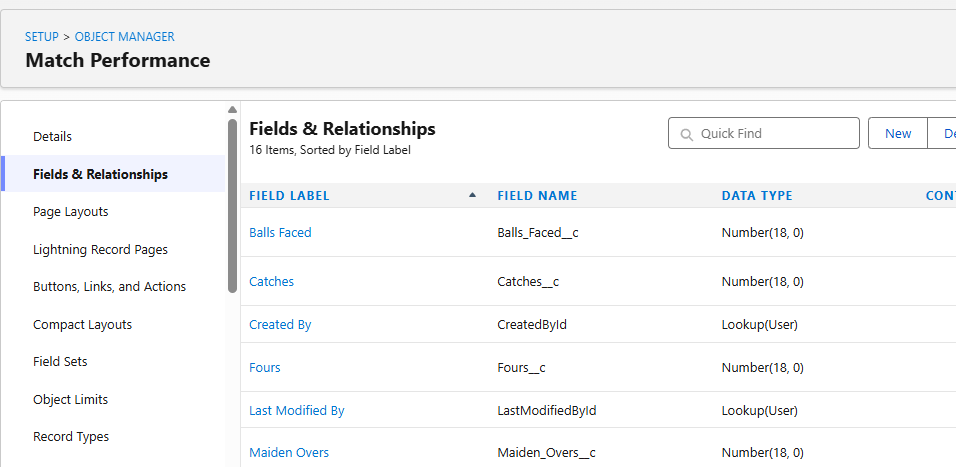 SETUP > OBJECT MANAGER
Match Performance
Details
Fields & Relationships
Page Layouts
Lightning Record Pages
Buttons, Links, and Actions
Compact Layouts
Field Sets
Object Limits
Record Types
Fields & Relationships
16 Items, Sorted by Field Label
Quick Find
New
De
FIELD LABEL FIELD NAME DATA TYPE CONT
Balls Faced Balls_Faced__c Number(18, 0)
Catches Catches__c Number(18, 0)
Created By CreatedById Lookup(User)
Fours Fours__c Number(18, 0)
Last Modified By LastModifiedById Lookup(User)
Maiden Overs Maiden_Overs__c Number(18, 0)